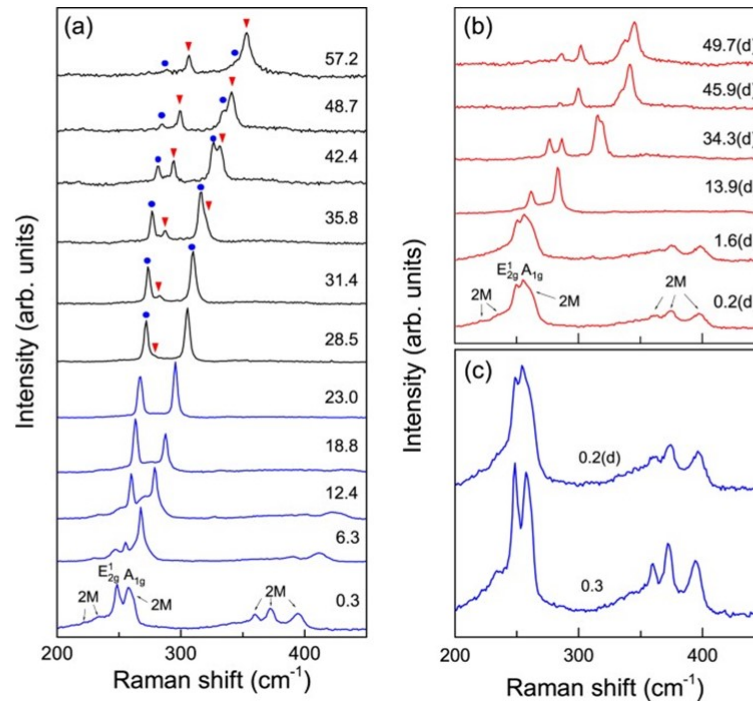 (a)
57.2
48.7
42.4
35.8
31.4
28.5
23.0
18.8
12.4
6.3
0.3
2M
E¹₂g A₁g
2M
2M
200 300 400
Raman shift (cm⁻¹)
Intensity (arb. units)
(b)
49.7(d)
45.9(d)
34.3(d)
13.9(d)
1.6(d)
0.2(d)
2M
E¹₂g A₁g
2M
2M
(c)
0.2(d)
0.3
200 300 400
Raman shift (cm⁻¹)
Intensity (arb. units)